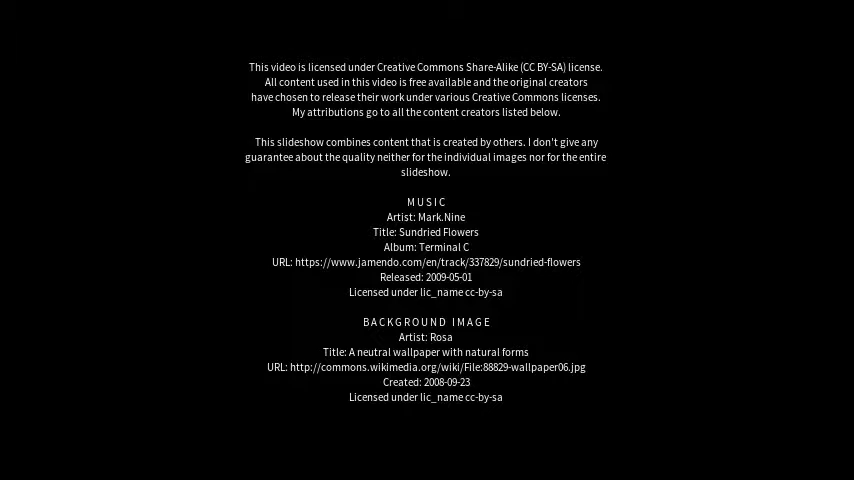 This video is licensed under Creative Commons Share-Alike (CC BY-SA) license.
All content used in this video is free available and the original creators
have chosen to release their work under various Creative Commons licenses.
My attributions go to all the content creators listed below.
This slideshow combines content that is created by others. I don't give any
guarantee about the quality neither for the individual images nor for the entire
slideshow.
MUSIC
Artist: Mark.Nine
Title: Sundried Flowers
Album: Terminal C
URL: https://www.jamendo.com/en/track/337829/sundried-flowers
Released: 2009-05-01
Licensed under lic_name cc-by-sa
BACKGROUND IMAGE
Artist: Rosa
Title: A neutral wallpaper with natural forms
URL: http://commons.wikimedia.org/wiki/File:88829-wallpaper06.jpg
Created: 2008-09-23
Licensed under lic_name cc-by-sa